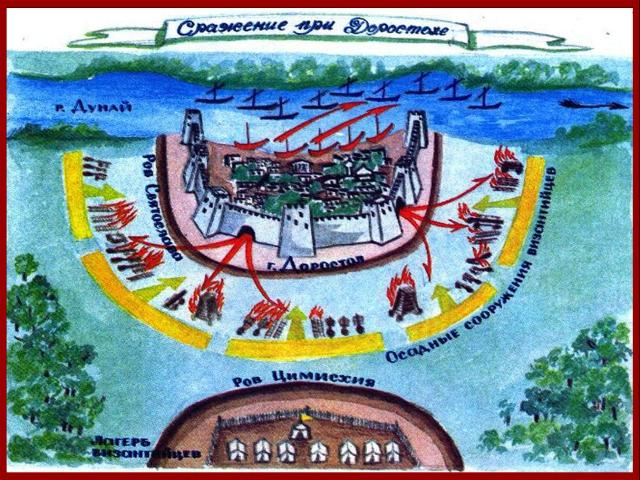 Сражение при Доростоле
р. Дунай
Ров Святослава
г. Доростол
Осадные сооружения византийцев
Ров Цимисхия
Лагерь
византийцев